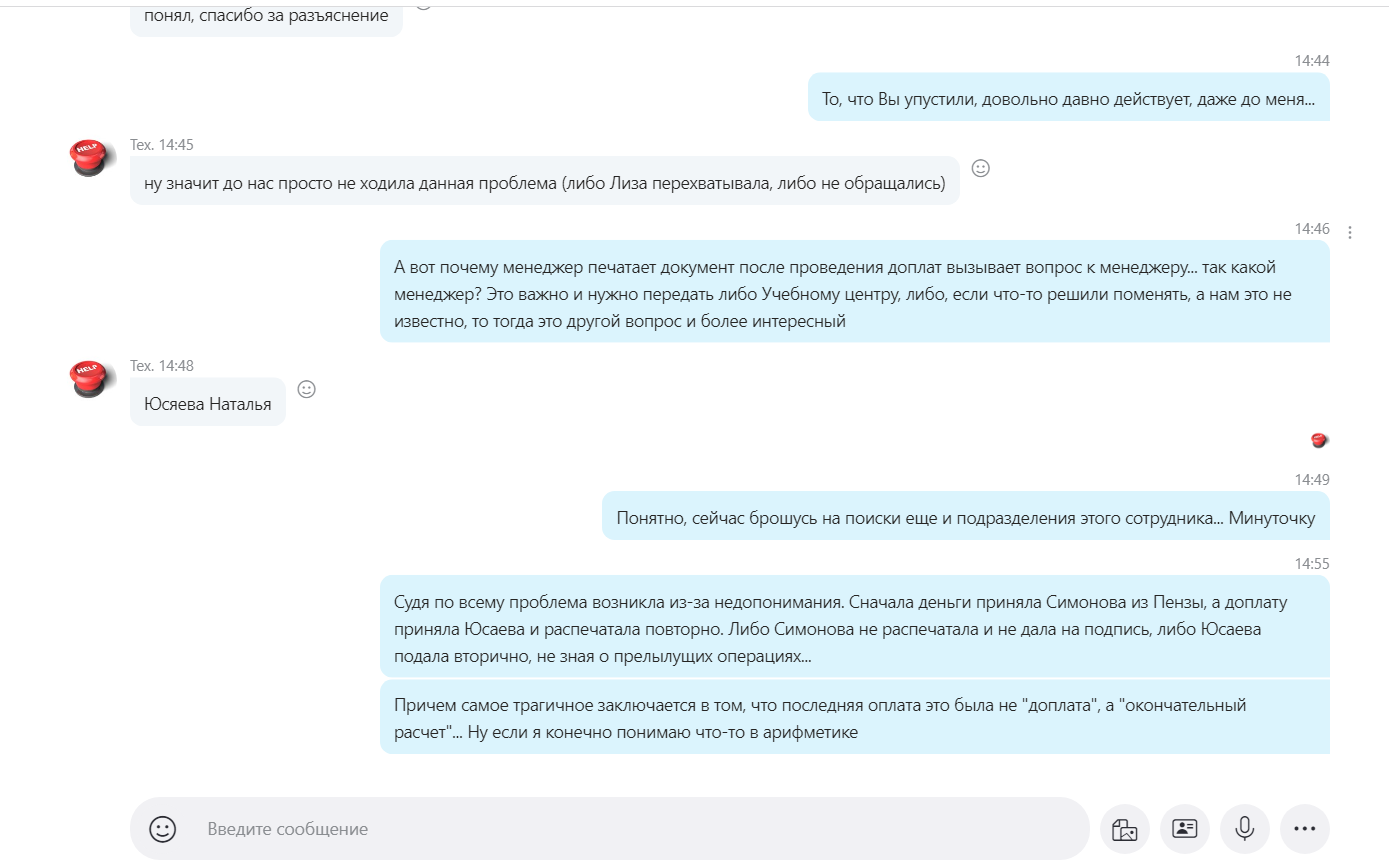 понял, спасибо за разъяснение
14:44
То, что Вы упустили, довольно давно действует, даже до меня...
Тех. 14:45
ну значит до нас просто не ходила данная проблема (либо Лиза перехватывала, либо не обращались)
14:46
А вот почему менеджер печатает документ после проведения доплат вызывает вопрос к менеджеру... так какой
менеджер? Это важно и нужно передать либо Учебному центру, либо, если что-то решили поменять, а нам это не
известно, то тогда это другой вопрос и более интересный
Тех. 14:48
Юсяева Наталья
14:49
Понятно, сейчас брошусь на поиски еще и подразделения этого сотрудника... Минуточку
14:55
Судя по всему проблема возникла из-за недопонимания. Сначала деньги приняла Симонова из Пензы, а доплату
приняла Юсаева и распечатала повторно. Либо Симонова не распечатала и не дала на подпись, либо Юсаева
подала вторично, не зная о прелылущих операциях...
Причем самое трагичное заключается в том, что последняя оплата это была не "доплата", а "окончательный
расчет"... Ну если я конечно понимаю что-то в арифметике
Введите сообщение